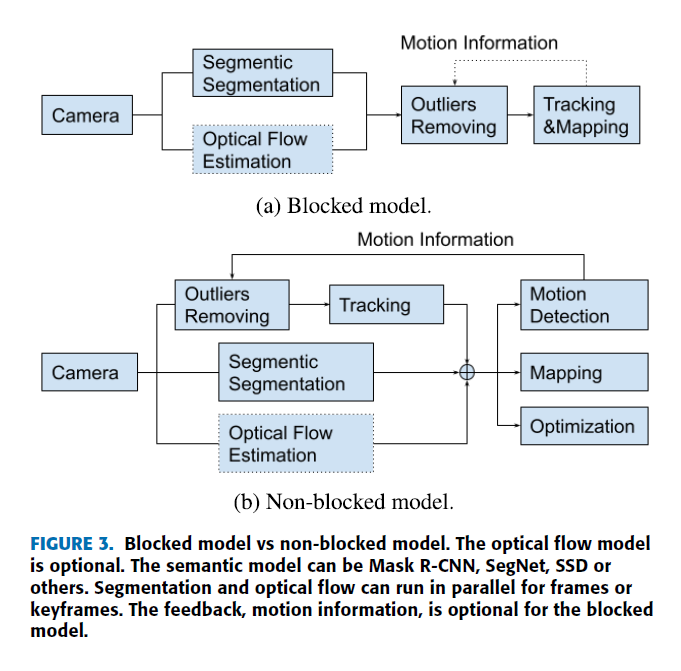 Motion Information
Segmentic
Segmentation
Camera
Outliers
Removing
Tracking
&Mapping
Optical Flow
Estimation
(a) Blocked model.
Motion Information
Outliers
Removing
Tracking
Motion
Detection
Camera
Segmentic
Segmentation
Mapping
Optical Flow
Estimation
Optimization
(b) Non-blocked model.
FIGURE 3. Blocked model vs non-blocked model. The optical flow model
is optional. The semantic model can be Mask R-CNN, SegNet, SSD or
others. Segmentation and optical flow can run in parallel for frames or
keyframes. The feedback, motion information, is optional for the blocked
model.